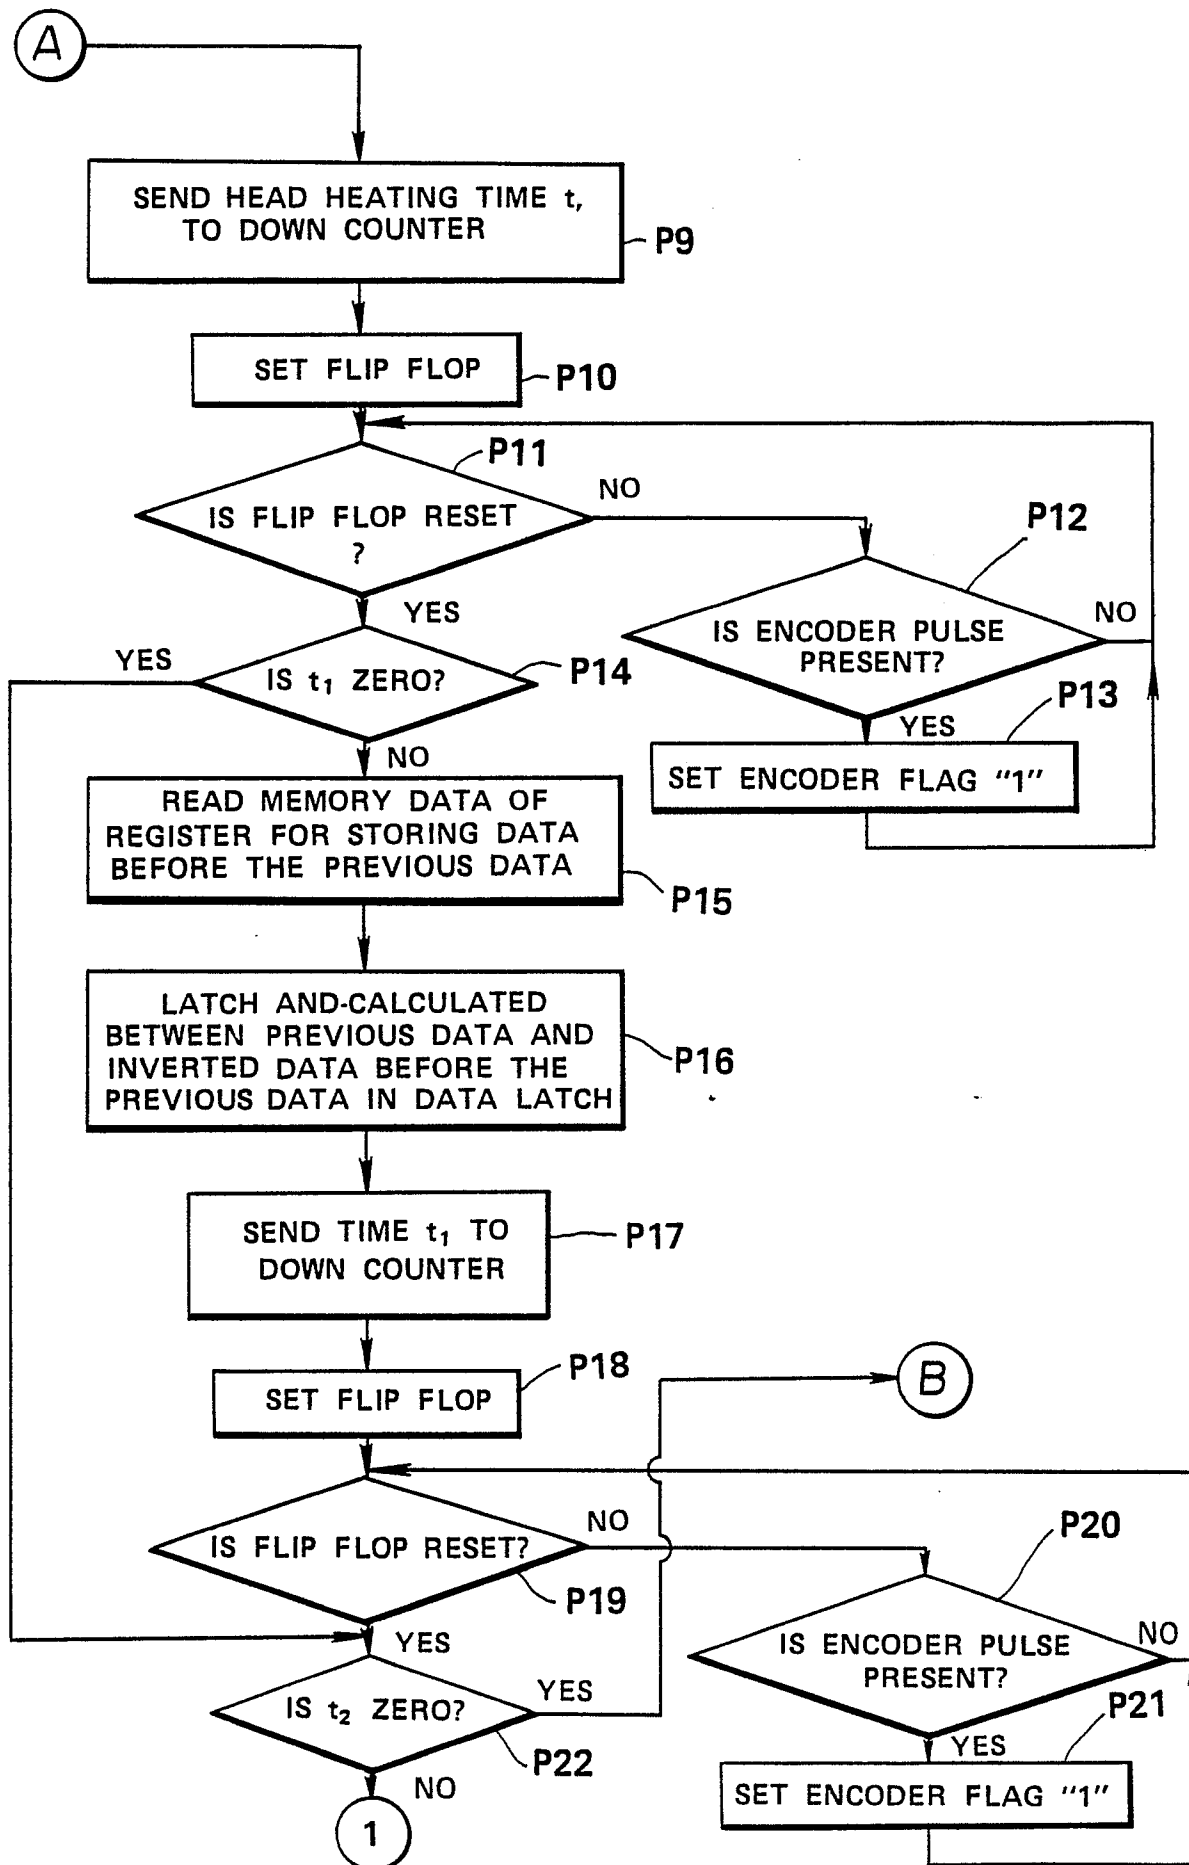 A
SEND HEAD HEATING TIME t,
TO DOWN COUNTER
P9
SET FLIP FLOP
P10
P11
IS FLIP FLOP RESET
?
NO
YES
P12
IS ENCODER PULSE
PRESENT?
NO
YES
P13
SET ENCODER FLAG "1"
YES
IS t₁ ZERO?
P14
NO
READ MEMORY DATA OF
REGISTER FOR STORING DATA
BEFORE THE PREVIOUS DATA
P15
LATCH AND-CALCULATED
BETWEEN PREVIOUS DATA AND
INVERTED DATA BEFORE THE
PREVIOUS DATA IN DATA LATCH
P16
SEND TIME t₁ TO
DOWN COUNTER
P17
SET FLIP FLOP
P18
B
IS FLIP FLOP RESET?
NO
P19
YES
P20
IS ENCODER PULSE
PRESENT?
NO
YES
P21
SET ENCODER FLAG "1"
IS t₂ ZERO?
YES
P22
NO
1